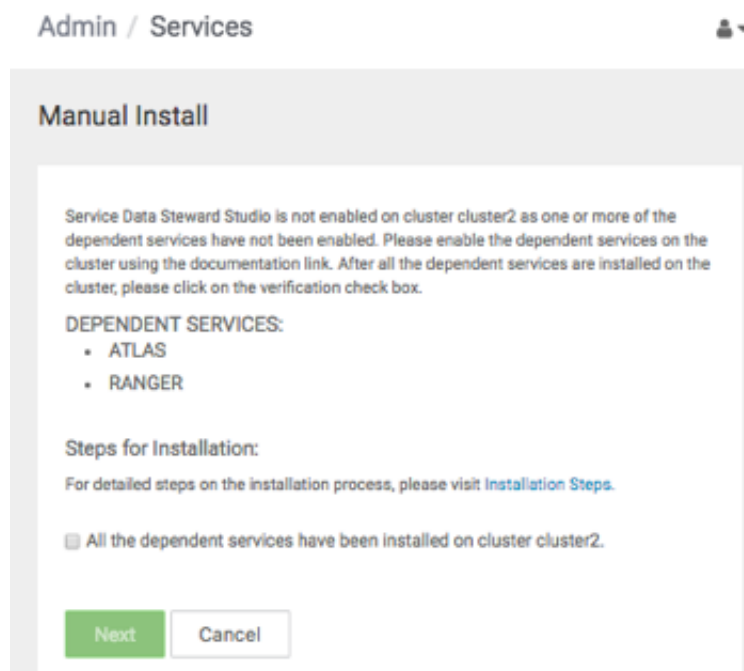 Admin / Services
Manual Install
Service Data Steward Studio is not enabled on cluster cluster2 as one or more of the
dependent services have not been enabled. Please enable the dependent services on the
cluster using the documentation link. After all the dependent services are installed on the
cluster, please click on the verification check box.
DEPENDENT SERVICES:
• ATLAS
• RANGER
Steps for Installation:
For detailed steps on the installation process, please visit Installation Steps.
All the dependent services have been installed on cluster cluster2.
Next Cancel